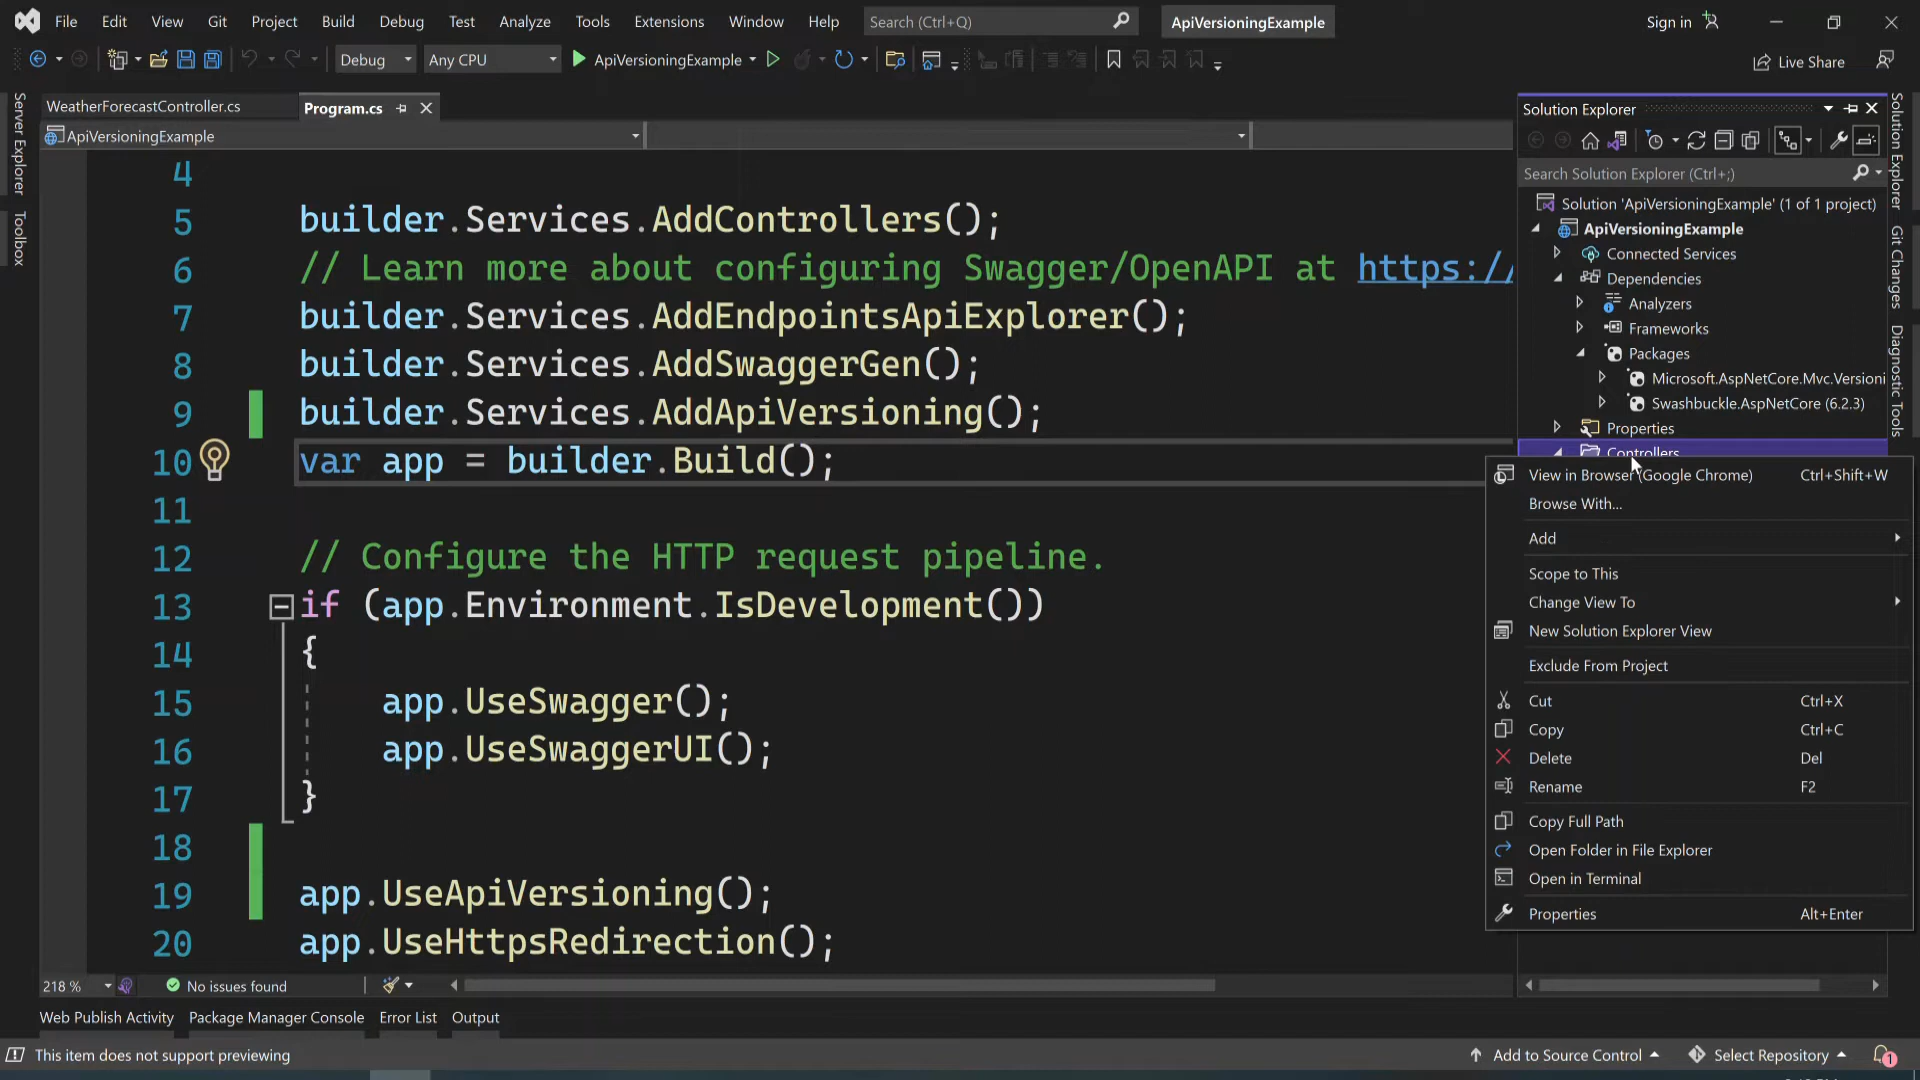 File Edit View Git Project Build Debug Test Analyze Tools Extensions Window Help Search (Ctrl+Q) ApiVersioningExample Sign in
Debug Any CPU ApiVersioningExample Live Share
WeatherForecastController.cs Program.cs
ApiVersioningExample
Server Explorer
Toolbox
4
5 builder.Services.AddControllers();
6 // Learn more about configuring Swagger/OpenAPI at https://
7 builder.Services.AddEndpointsApiExplorer();
8 builder.Services.AddSwaggerGen();
9 builder.Services.AddApiVersioning();
10 var app = builder.Build();
11
12 // Configure the HTTP request pipeline.
13 if (app.Environment.IsDevelopment())
14 {
15 app.UseSwagger();
16 app.UseSwaggerUI();
17 }
18
19 app.UseApiVersioning();
20 app.UseHttpsRedirection();
218 % No issues found
Solution Explorer
Search Solution Explorer (Ctrl+;)
Solution 'ApiVersioningExample' (1 of 1 project)
ApiVersioningExample
Connected Services
Dependencies
Analyzers
Frameworks
Packages
Microsoft.AspNetCore.Mvc.Versioni
Swashbuckle.AspNetCore (6.2.3)
Properties
Controllers
View in Browser (Google Chrome) Ctrl+Shift+W
Browse With...
Add
Scope to This
Change View To
New Solution Explorer View
Exclude From Project
Cut Ctrl+X
Copy Ctrl+C
Delete Del
Rename F2
Copy Full Path
Open Folder in File Explorer
Open in Terminal
Properties Alt+Enter
Solution Explorer
Git Changes
Diagnostic Tools
Web Publish Activity Package Manager Console Error List Output
This item does not support previewing Add to Source Control Select Repository 1